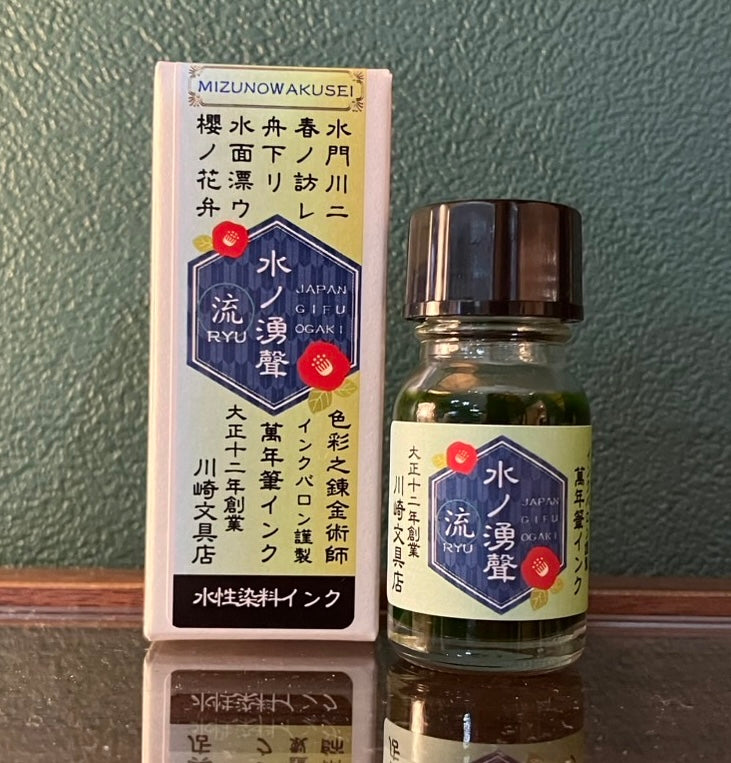 MIZUNOWAKUSEI
水門川ニ
春ノ訪レ
舟下リ
水面漂ウ
櫻ノ花弁
水ノ湧聲
JAPAN
GIFU
OGAKI
流
RYU
色彩之錬金術師
インクバロン謹製
萬年筆インク
大正十二年創業
川崎文具店
水性染料インク
萬年筆インク
水ノ湧聲
JAPAN
GIFU
OGAKI
流
RYU
大正十二年創業
川崎文具店